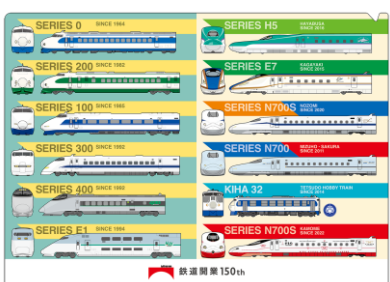 SERIES 0 SINCE 1964
SERIES 200 SINCE 1982
SERIES 100 SINCE 1985
SERIES 300 SINCE 1992
SERIES 400 SINCE 1992
SERIES E1 SINCE 1994
SERIES H5 HAYABUSA
SINCE 2016
SERIES E7 KAGAYAKI
SINCE 2015
SERIES N700S NOZOMI
SINCE 2020
SERIES N700 MIZUHO・SAKURA
SINCE 2011
KIHA 32 TETSUDO HOBBY TRAIN
SINCE 2014
SERIES N700S KAMOME
SINCE 2022
鉄道開業150th